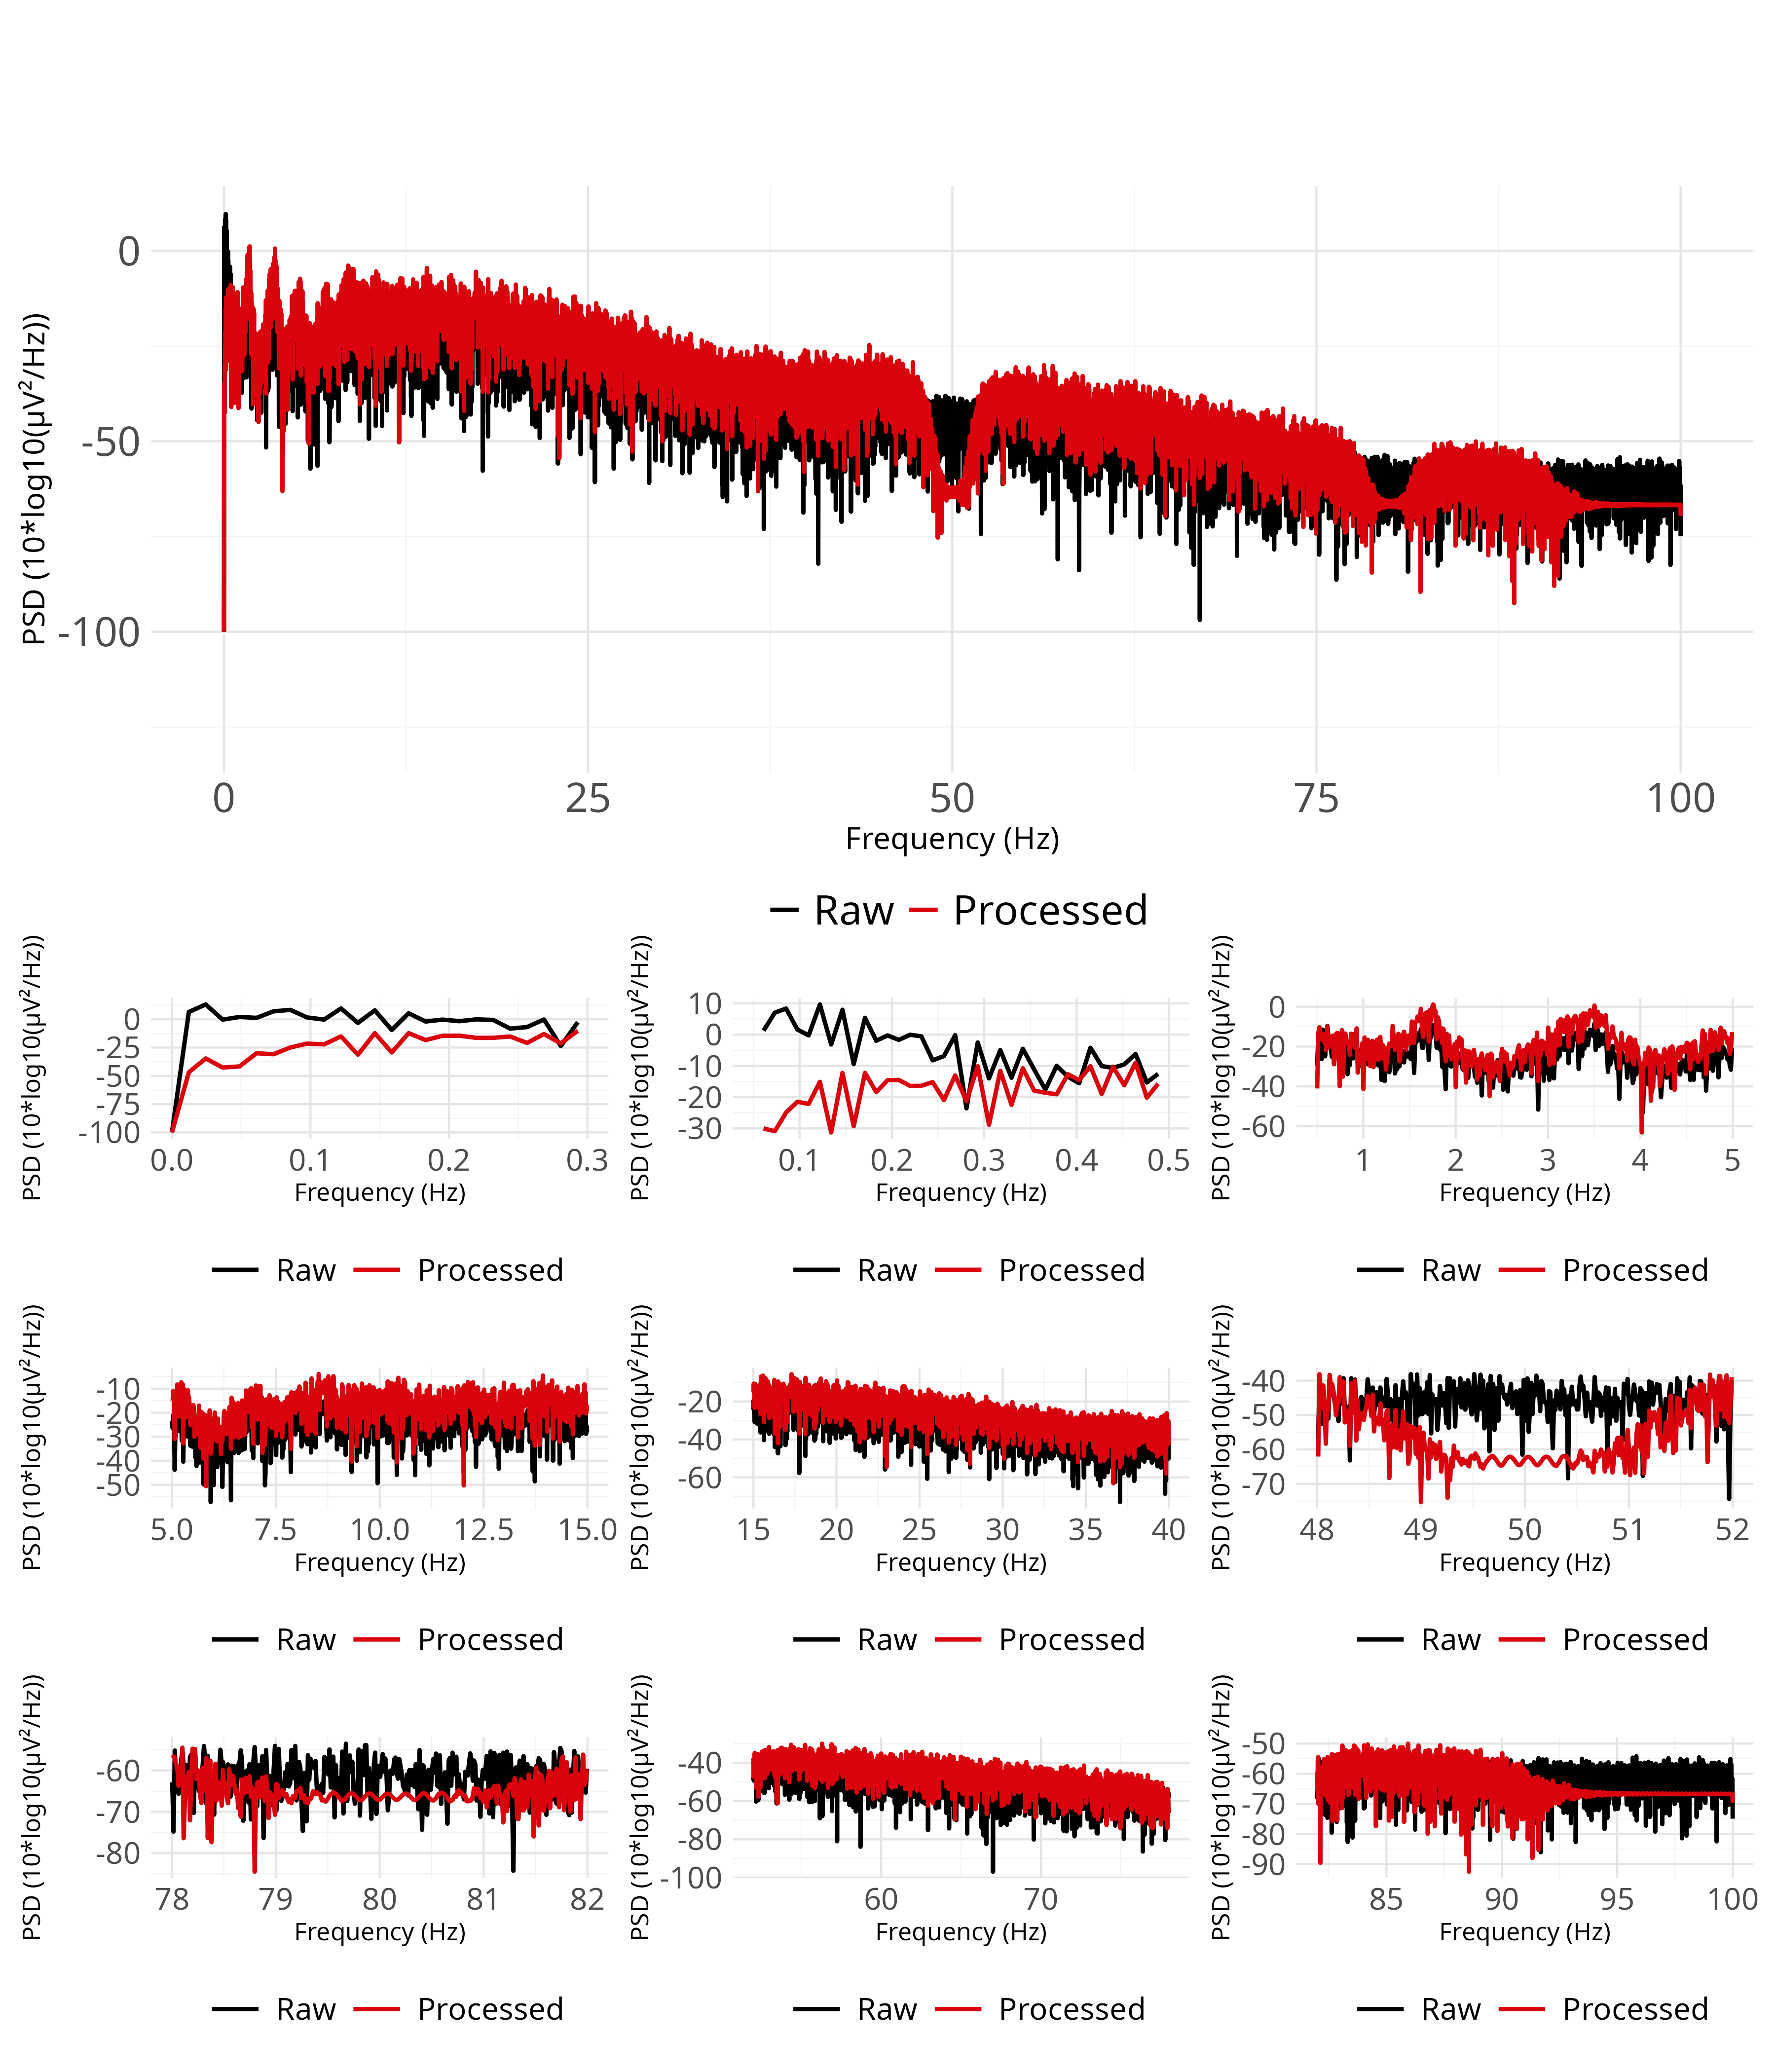 PSD (10*log10(μV²/Hz))
0
-50
-100
0 25 50 75 100
Frequency (Hz)
Raw Processed
PSD (10*log10(μV²/Hz))
0
-25
-50
-75
-100
0.0 0.1 0.2 0.3
Frequency (Hz)
Raw Processed
PSD (10*log10(μV²/Hz))
10
0
-10
-20
-30
0.1 0.2 0.3 0.4 0.5
Frequency (Hz)
Raw Processed
PSD (10*log10(μV²/Hz))
0
-20
-40
-60
1 2 3 4 5
Frequency (Hz)
Raw Processed
PSD (10*log10(μV²/Hz))
-10
-20
-30
-40
-50
5.0 7.5 10.0 12.5 15.0
Frequency (Hz)
Raw Processed
PSD (10*log10(μV²/Hz))
-20
-40
-60
15 20 25 30 35 40
Frequency (Hz)
Raw Processed
PSD (10*log10(μV²/Hz))
-40
-50
-60
-70
48 49 50 51 52
Frequency (Hz)
Raw Processed
PSD (10*log10(μV²/Hz))
-60
-70
-80
78 79 80 81 82
Frequency (Hz)
Raw Processed
PSD (10*log10(μV²/Hz))
-40
-60
-80
-100
60 70
Frequency (Hz)
Raw Processed
PSD (10*log10(μV²/Hz))
-50
-60
-70
-80
-90
85 90 95 100
Frequency (Hz)
Raw Processed